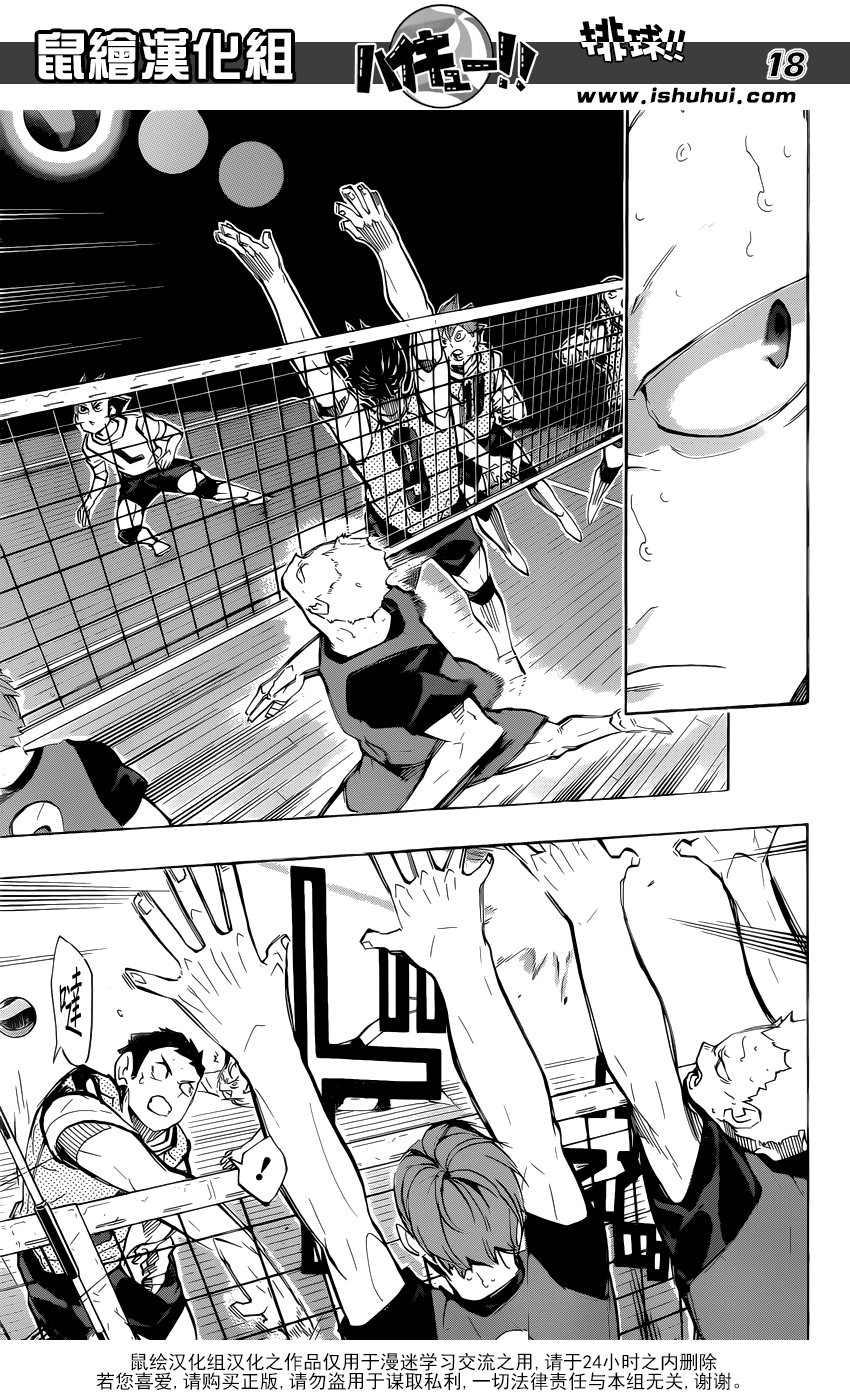 鼠繪漢化組
ハイキュー!!
排球!!
18
www.ishuhui.com
噠
!
鼠绘汉化组汉化之作品仅用于漫迷学习交流之用,请于24小时之内删除
若您喜爱,请购买正版,请勿盗用于谋取私利,一切法律责任与本组无关,谢谢。